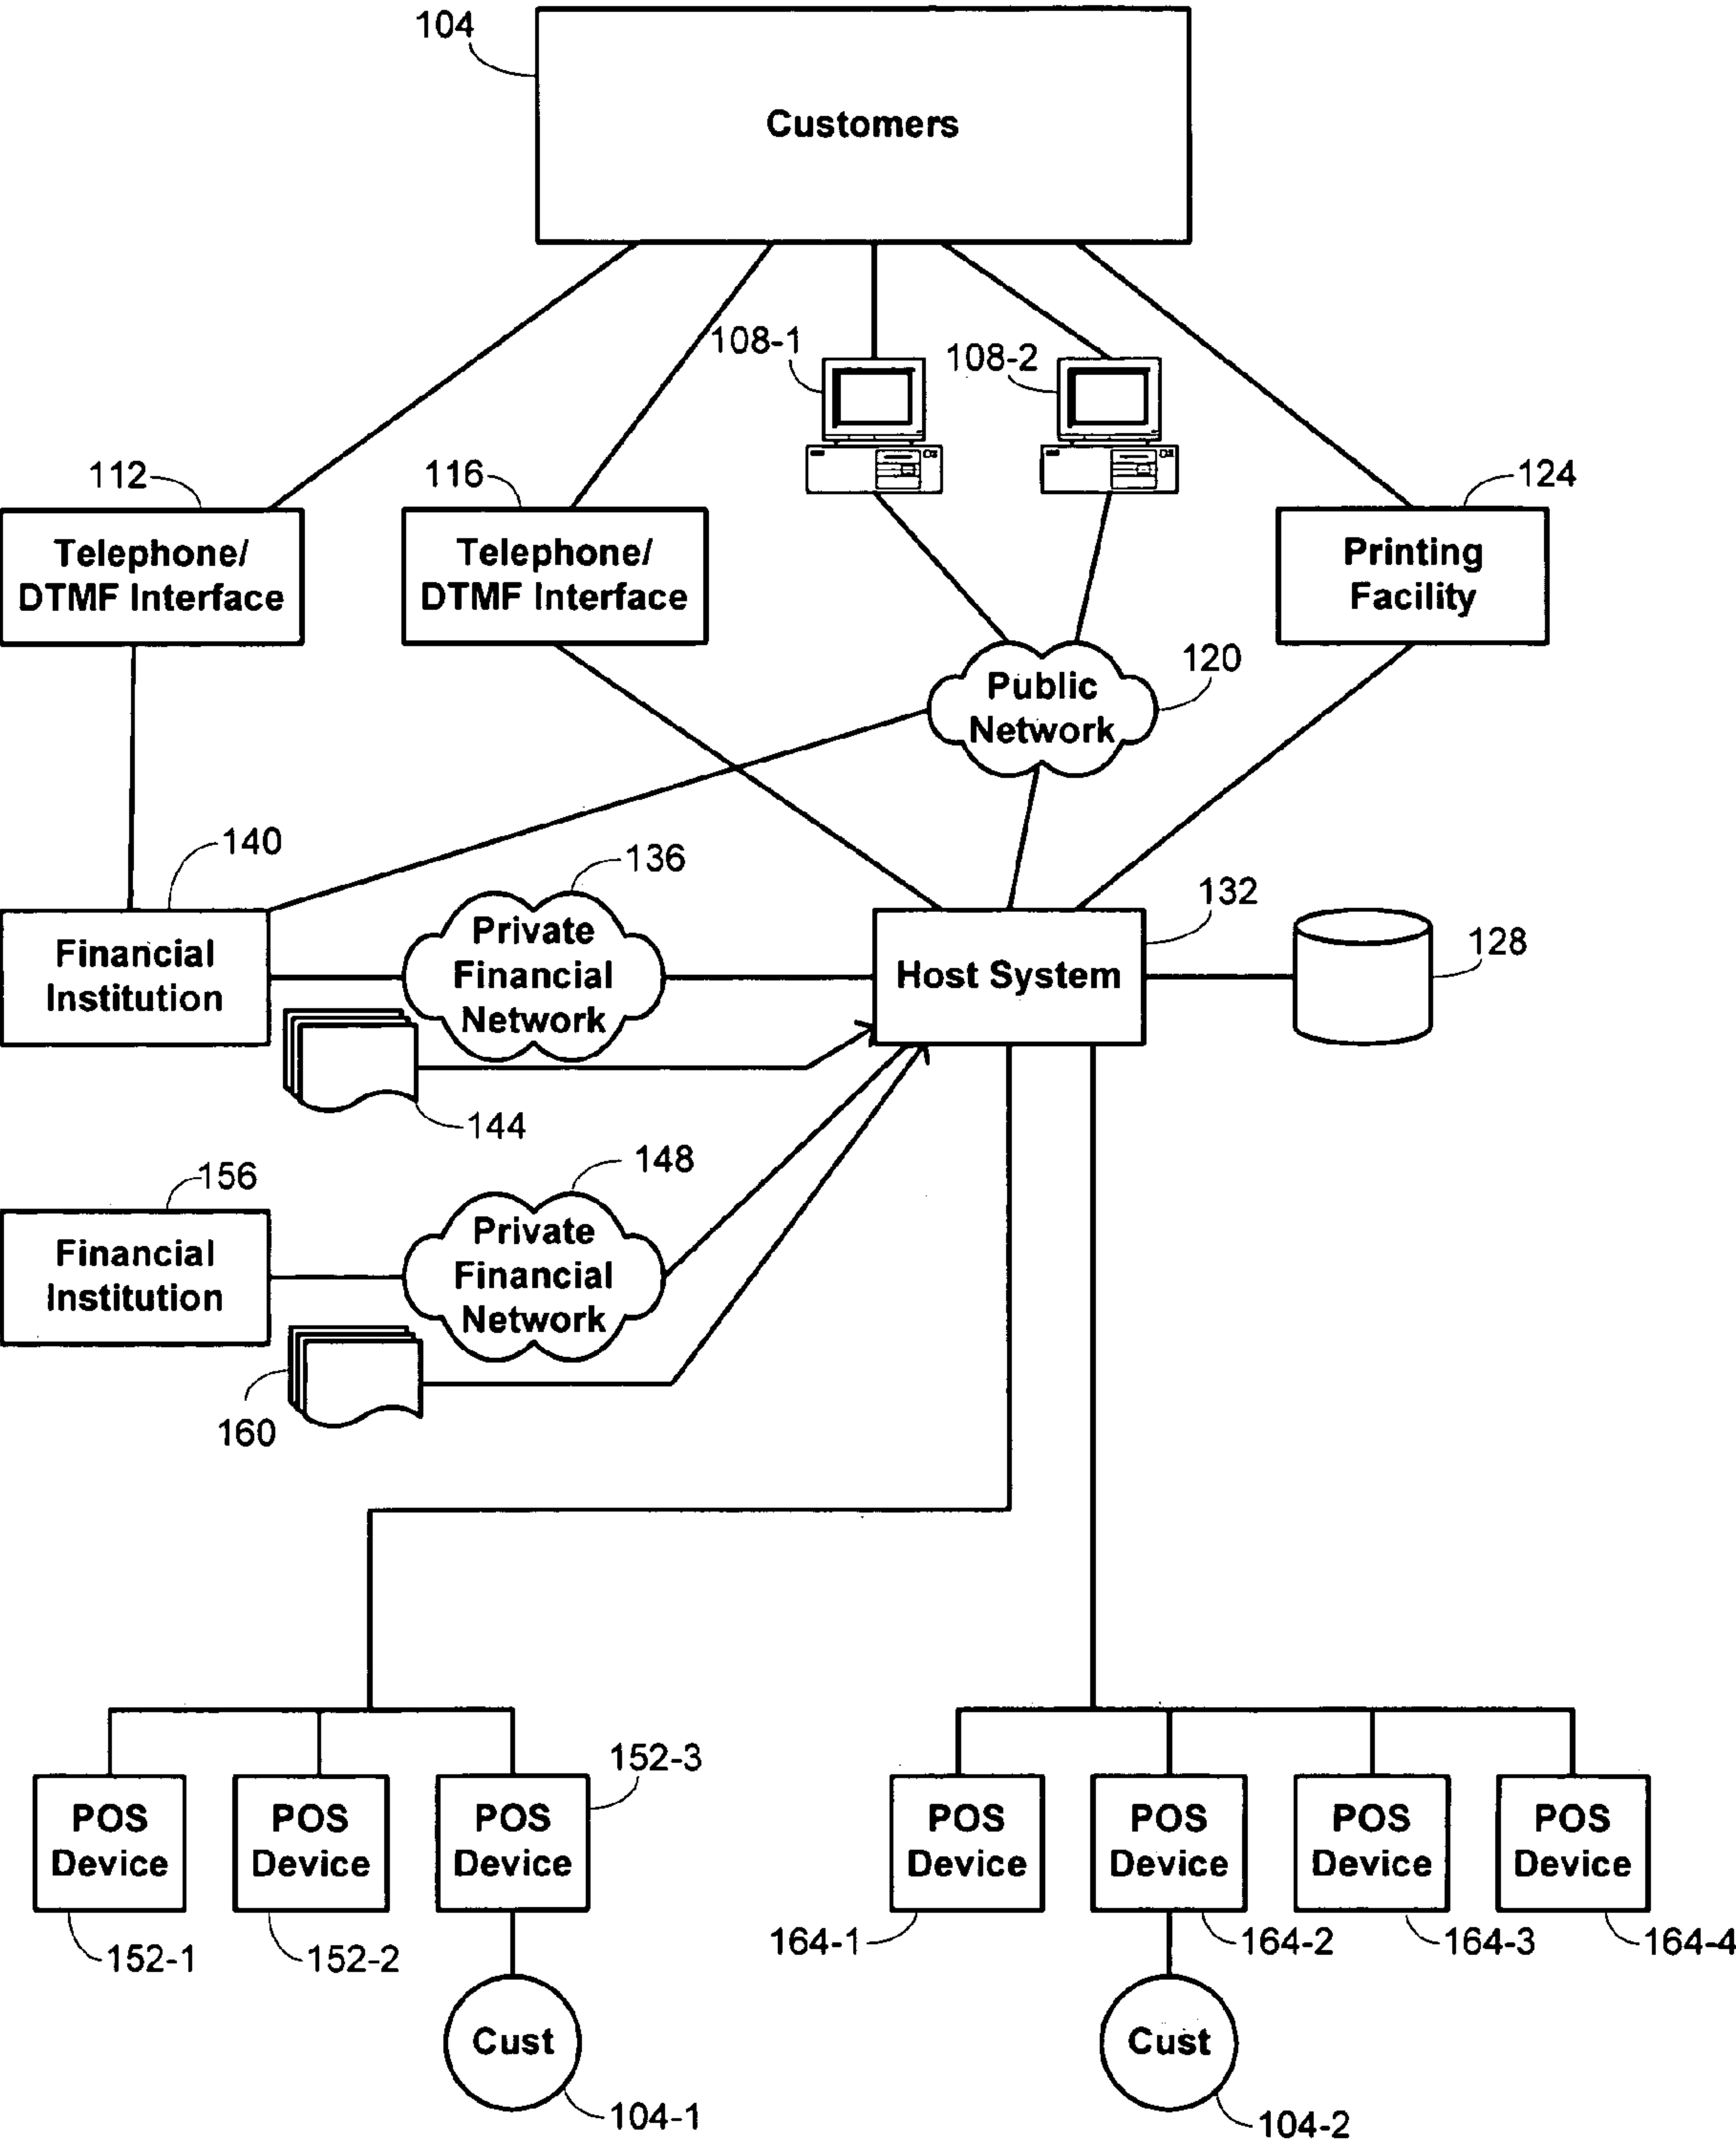 104
Customers
108-1
108-2
112
116
124
Telephone/
DTMF Interface
Telephone/
DTMF Interface
Printing
Facility
120
Public
Network
140
136
132
128
Financial
Institution
Private
Financial
Network
Host System
144
156
148
Financial
Institution
Private
Financial
Network
160
152-3
POS
Device
POS
Device
POS
Device
POS
Device
POS
Device
POS
Device
POS
Device
152-1
152-2
164-1
164-2
164-3
164-4
Cust
Cust
104-1
104-2